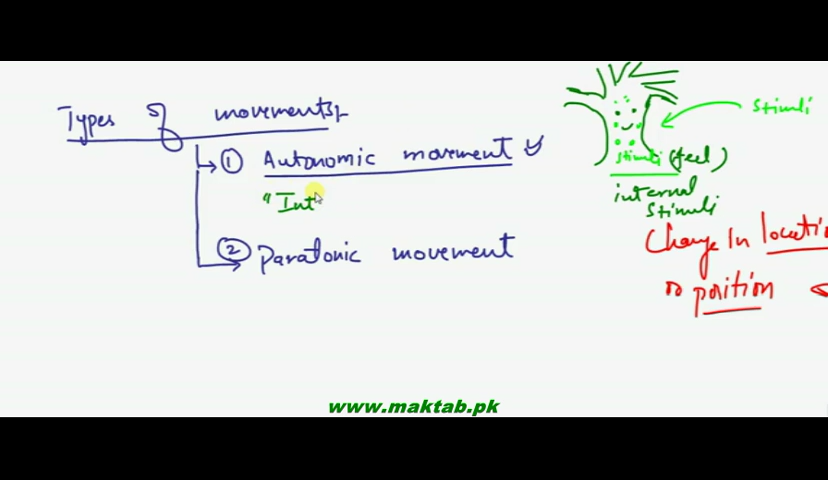 Types of movements
① Autonomic movement
" Int
② Paratonic movement
stimuli
stimuli (feel)
internal
stimuli
Change In locatio
or position
www.maktab.pk